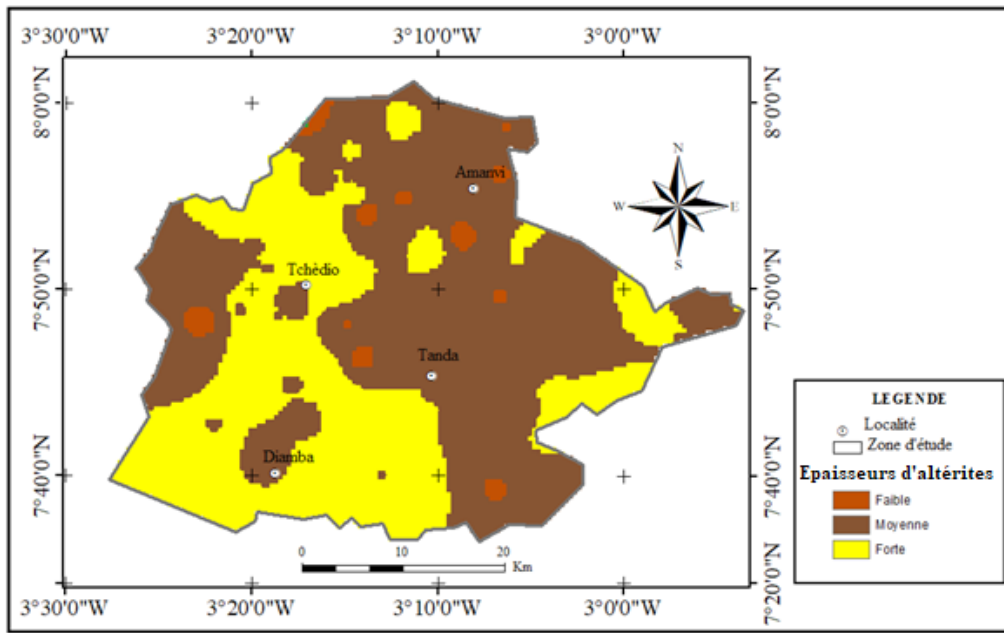 3°30'0"W 3°20'0"W 3°10'0"W 3°0'0"W
8°0'0"N 8°0'0"N
N
Amanvi
W E
S
Tchèdio
7°50'0"N 7°50'0"N
Tanda
LEGENDE
Localité
Zone d'étude
Diamba
Epaisseurs d'altérites
7°40'0"N 7°40'0"N
Faible
Moyenne
Forte
0 10 20
Km
7°20'0"N
3°30'0"W 3°20'0"W 3°10'0"W 3°0'0"W